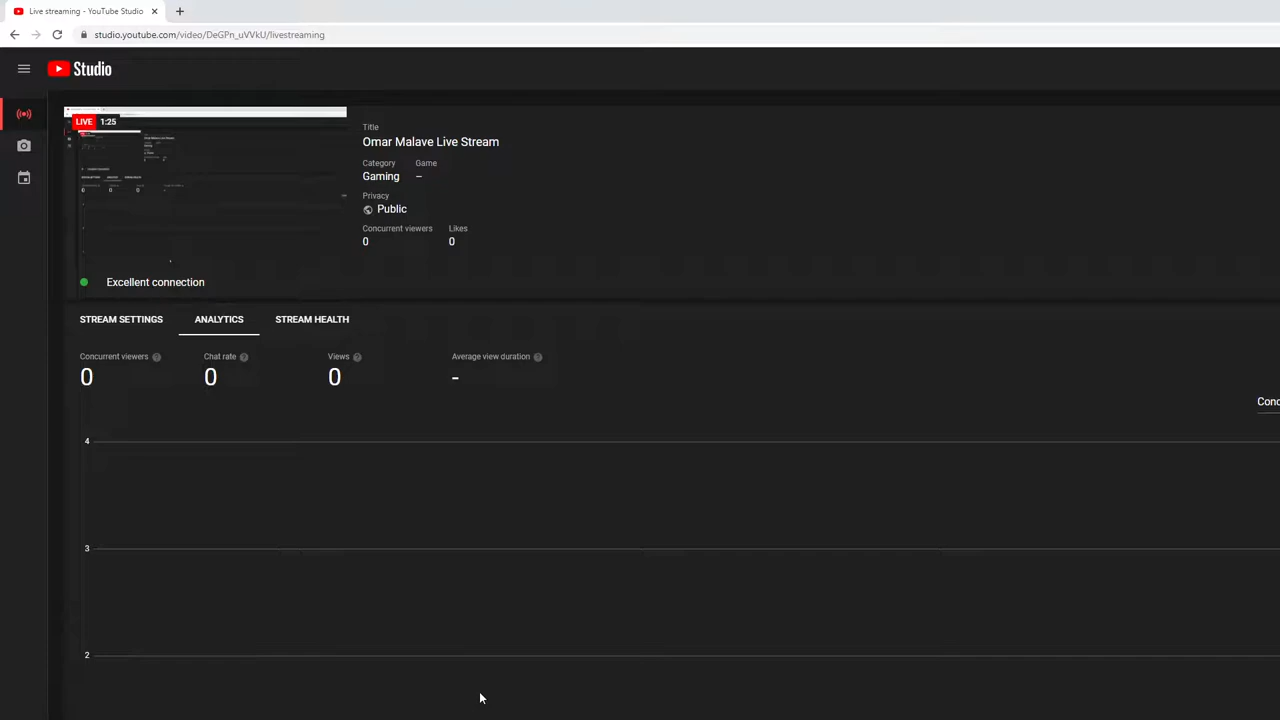 Live streaming - YouTube Studio
studio.youtube.com/video/DeGPn_uVVkU/livestreaming
Studio
LIVE 1:25
Title
Omar Malave Live Stream
Category Game
Gaming –
Privacy
Public
Concurrent viewers Likes
0 0
Excellent connection
STREAM SETTINGS ANALYTICS STREAM HEALTH
Concurrent viewers Chat rate Views Average view duration
0 0 0 -
Conc
4
3
2